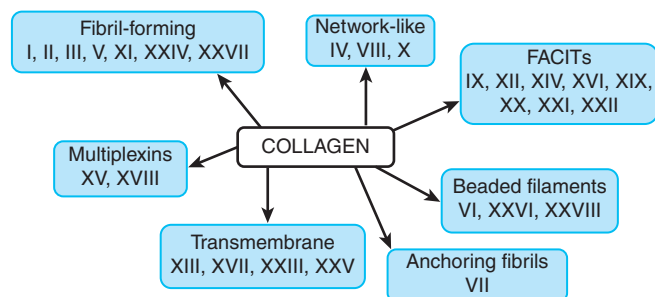 Fibril-forming
I, II, III, V, XI, XXIV, XXVII
Network-like
IV, VIII, X
FACITs
IX, XII, XIV, XVI, XIX,
XX, XXI, XXII
COLLAGEN
Multiplexins
XV, XVIII
Beaded filaments
VI, XXVI, XXVIII
Transmembrane
XIII, XVII, XXIII, XXV
Anchoring fibrils
VII